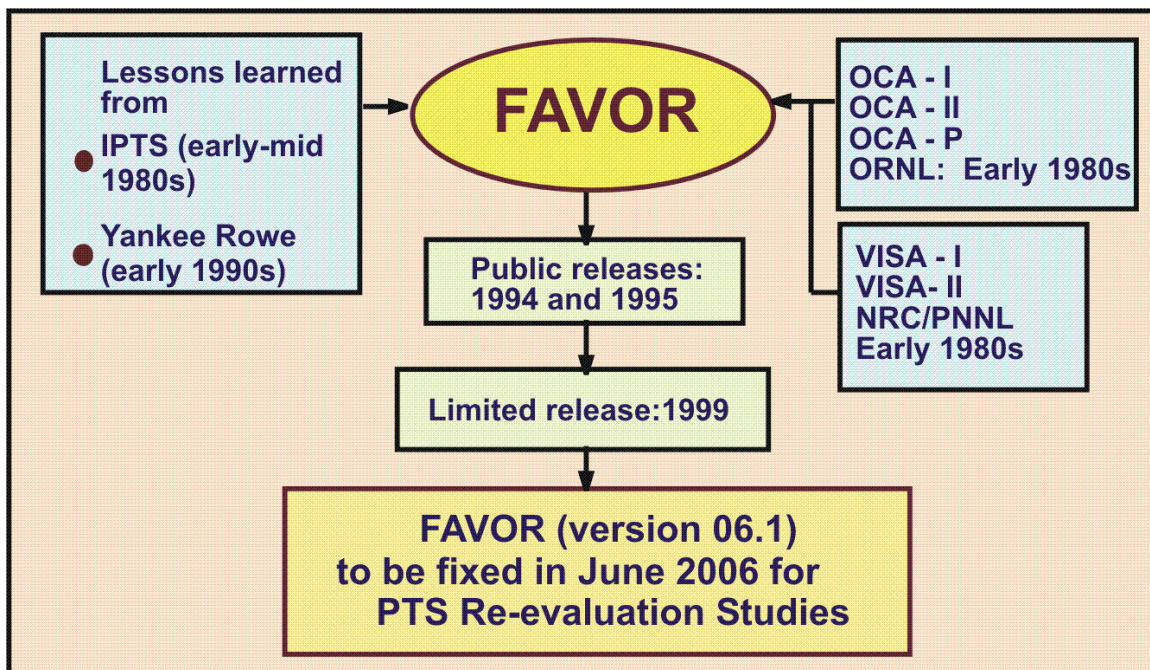 Lessons learned
from
IPTS (early-mid
1980s)
Yankee Rowe
(early 1990s)
FAVOR
OCA - I
OCA - II
OCA - P
ORNL: Early 1980s
VISA - I
VISA- II
NRC/PNNL
Early 1980s
Public releases:
1994 and 1995
Limited release:1999
FAVOR (version 06.1)
to be fixed in June 2006 for
PTS Re-evaluation Studies